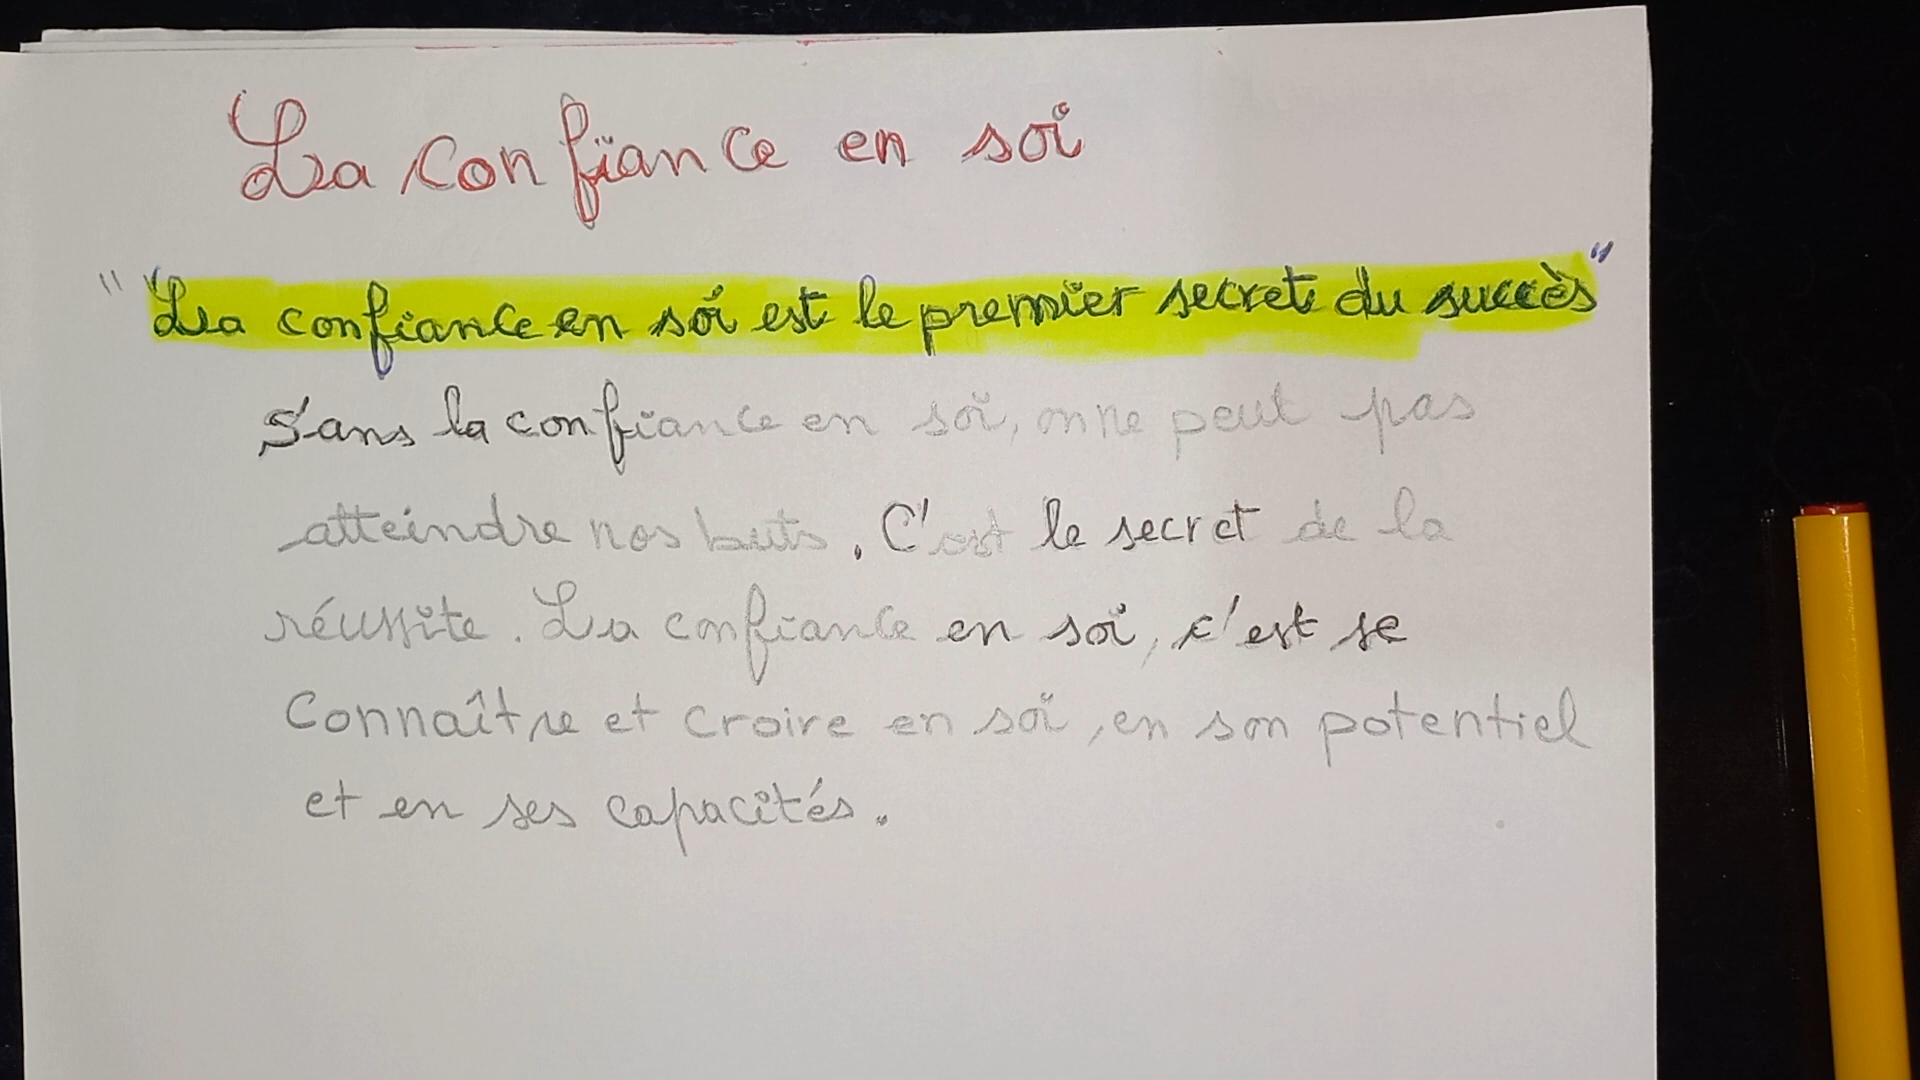 La confiance en soi
"La confiance en soi est le premier secret du succès"
Sans la confiance en soi, on ne peut pas
atteindre nos buts. C'est le secret de la
réussite. La confiance en soi, c'est se
connaître et croire en soi, en son potentiel
et en ses capacités.